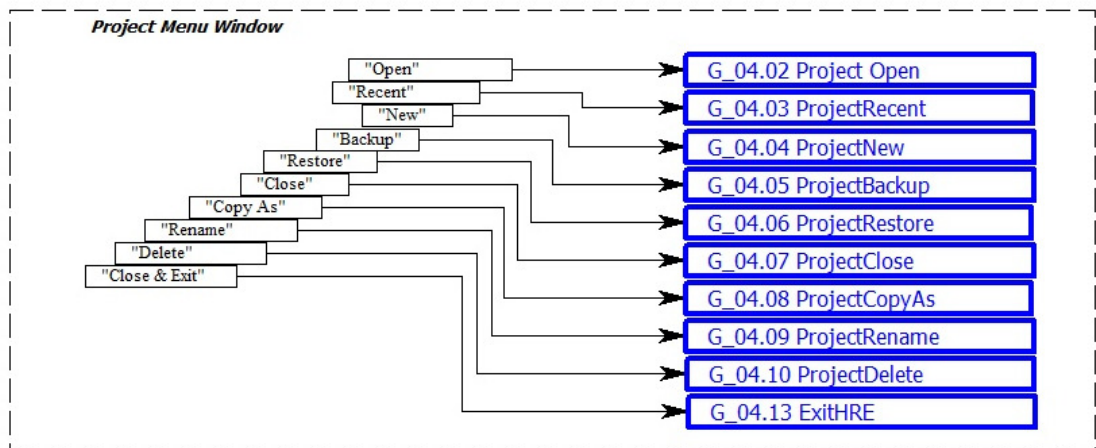 Project Menu Window
"Open"
G_04.02 Project Open
"Recent"
G_04.03 ProjectRecent
"New"
G_04.04 ProjectNew
"Backup"
G_04.05 ProjectBackup
"Restore"
G_04.06 ProjectRestore
"Close"
G_04.07 ProjectClose
"Copy As"
G_04.08 ProjectCopyAs
"Rename"
G_04.09 ProjectRename
"Delete"
G_04.10 ProjectDelete
"Close & Exit"
G_04.13 ExitHRE